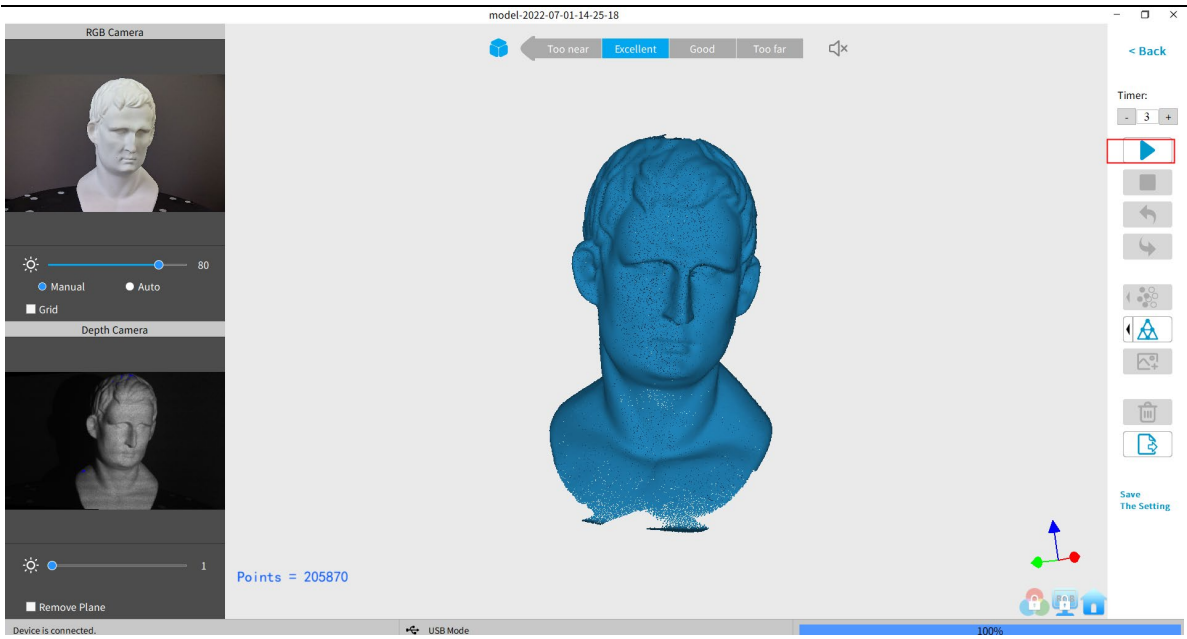 model-2022-07-01-14-25-18
RGB Camera
Too near Excellent Good Too far
< Back
Timer:
- 3 +
80
Manual Auto
Grid
Depth Camera
1
Save
The Setting
Points = 205870
Remove Plane
Device is connected. USB Mode 100%